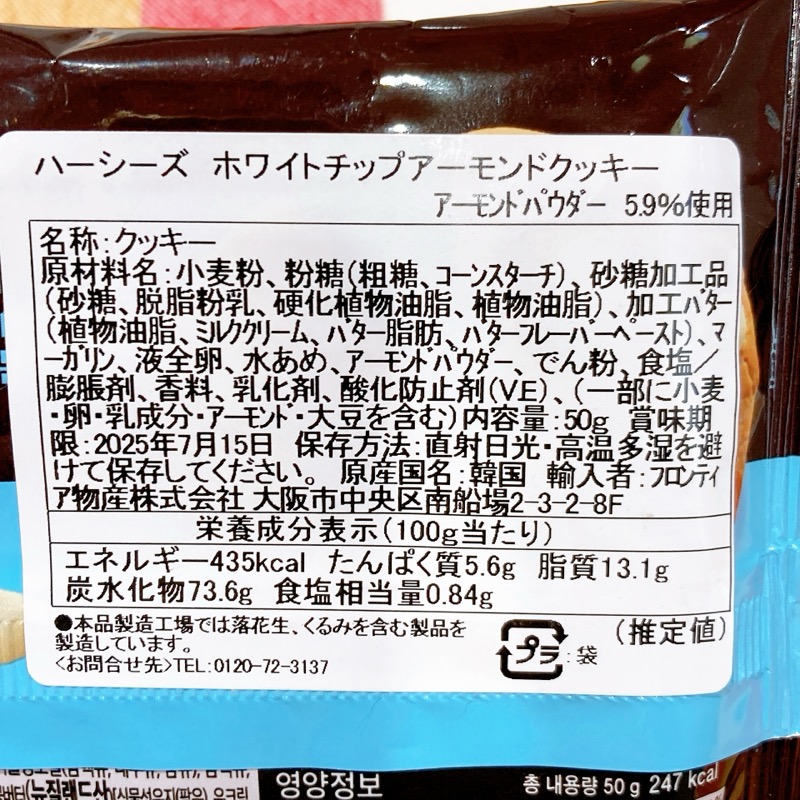 ハーシーズ ホワイトチップアーモンドクッキー
アーモンドパウダー 5.9%使用
名称:クッキー
原材料名:小麦粉、粉糖(粗糖、コーンスターチ)、砂糖加工品
(砂糖、脱脂粉乳、硬化植物油脂、植物油脂)、加工バター
(植物油脂、ミルククリーム、バター脂肪、バターフレーバーペースト)、マ
ーガリン、液全卵、水あめ、アーモンドパウダー、でん粉、食塩/
膨脹剤、香料、乳化剤、酸化防止剤(VE)、(一部に小麦
・卵・乳成分・アーモンド・大豆を含む)内容量:50g 賞味期
限:2025年7月15日 保存方法:直射日光・高温多湿を避
けて保存してください。 原産国名:韓国 輸入者:フロンティ
ア物産株式会社 大阪市中央区南船場2-3-2-8F
栄養成分表示(100g当たり)
エネルギー435kcal たんぱく質5.6g 脂質13.1g
炭水化物73.6g 食塩相当量0.84g
(推定値)
●本品製造工場では落花生、くるみを含む製品を
製造しています。
<お問合せ先>TEL:0120-72-3137
プラ:袋
영양정보
총 내용량 50 g 247 kcal